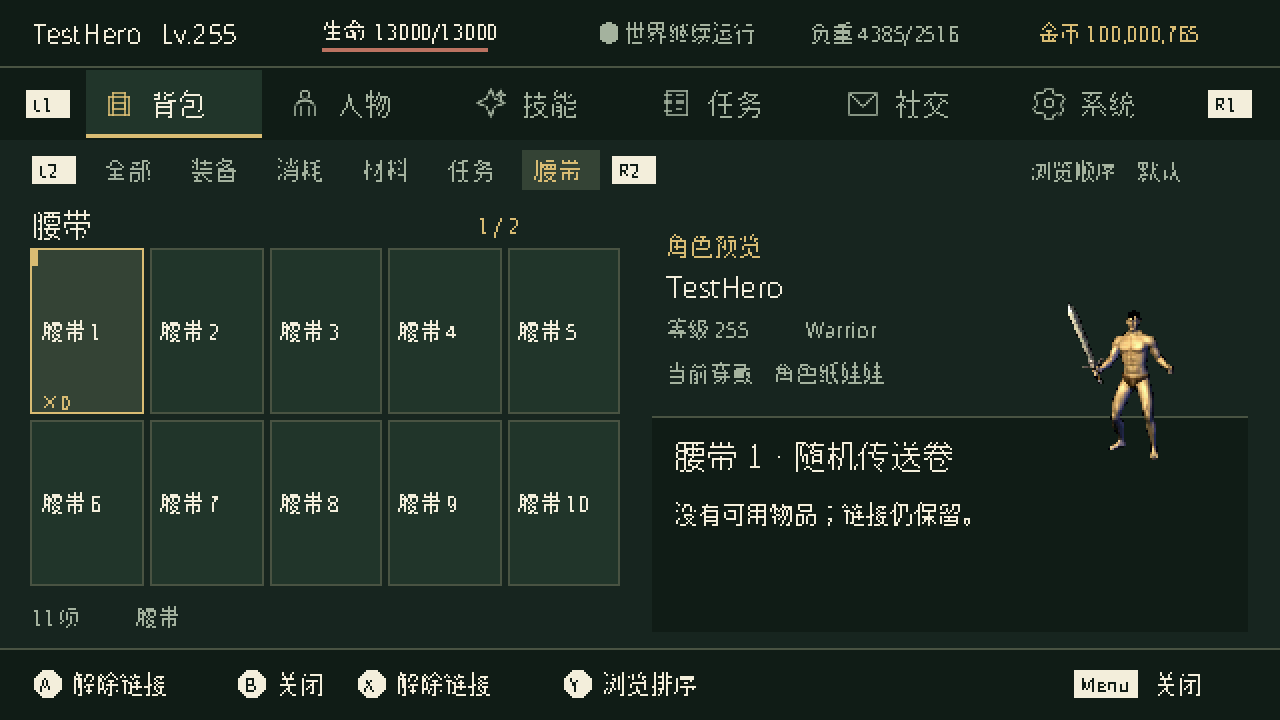 TestHero Lv.255 生命 13000/13000 世界继续运行 负重 4385/2516 金币 100,000,765
L1 背包 人物 技能 任务 社交 系统 R1
L2 全部 装备 消耗 材料 任务 腰带 R2 浏览顺序 默认
腰带 1/2
角色预览
TestHero
等级 255 Warrior
当前穿戴 角色纸娃娃
腰带 1 腰带 2 腰带 3 腰带 4 腰带 5
×0
腰带 6 腰带 7 腰带 8 腰带 9 腰带 10
腰带 1 · 随机传送卷
没有可用物品；链接仍保留。
11 项 腰带
A 解除链接 B 关闭 X 解除链接 Y 浏览排序 Menu 关闭